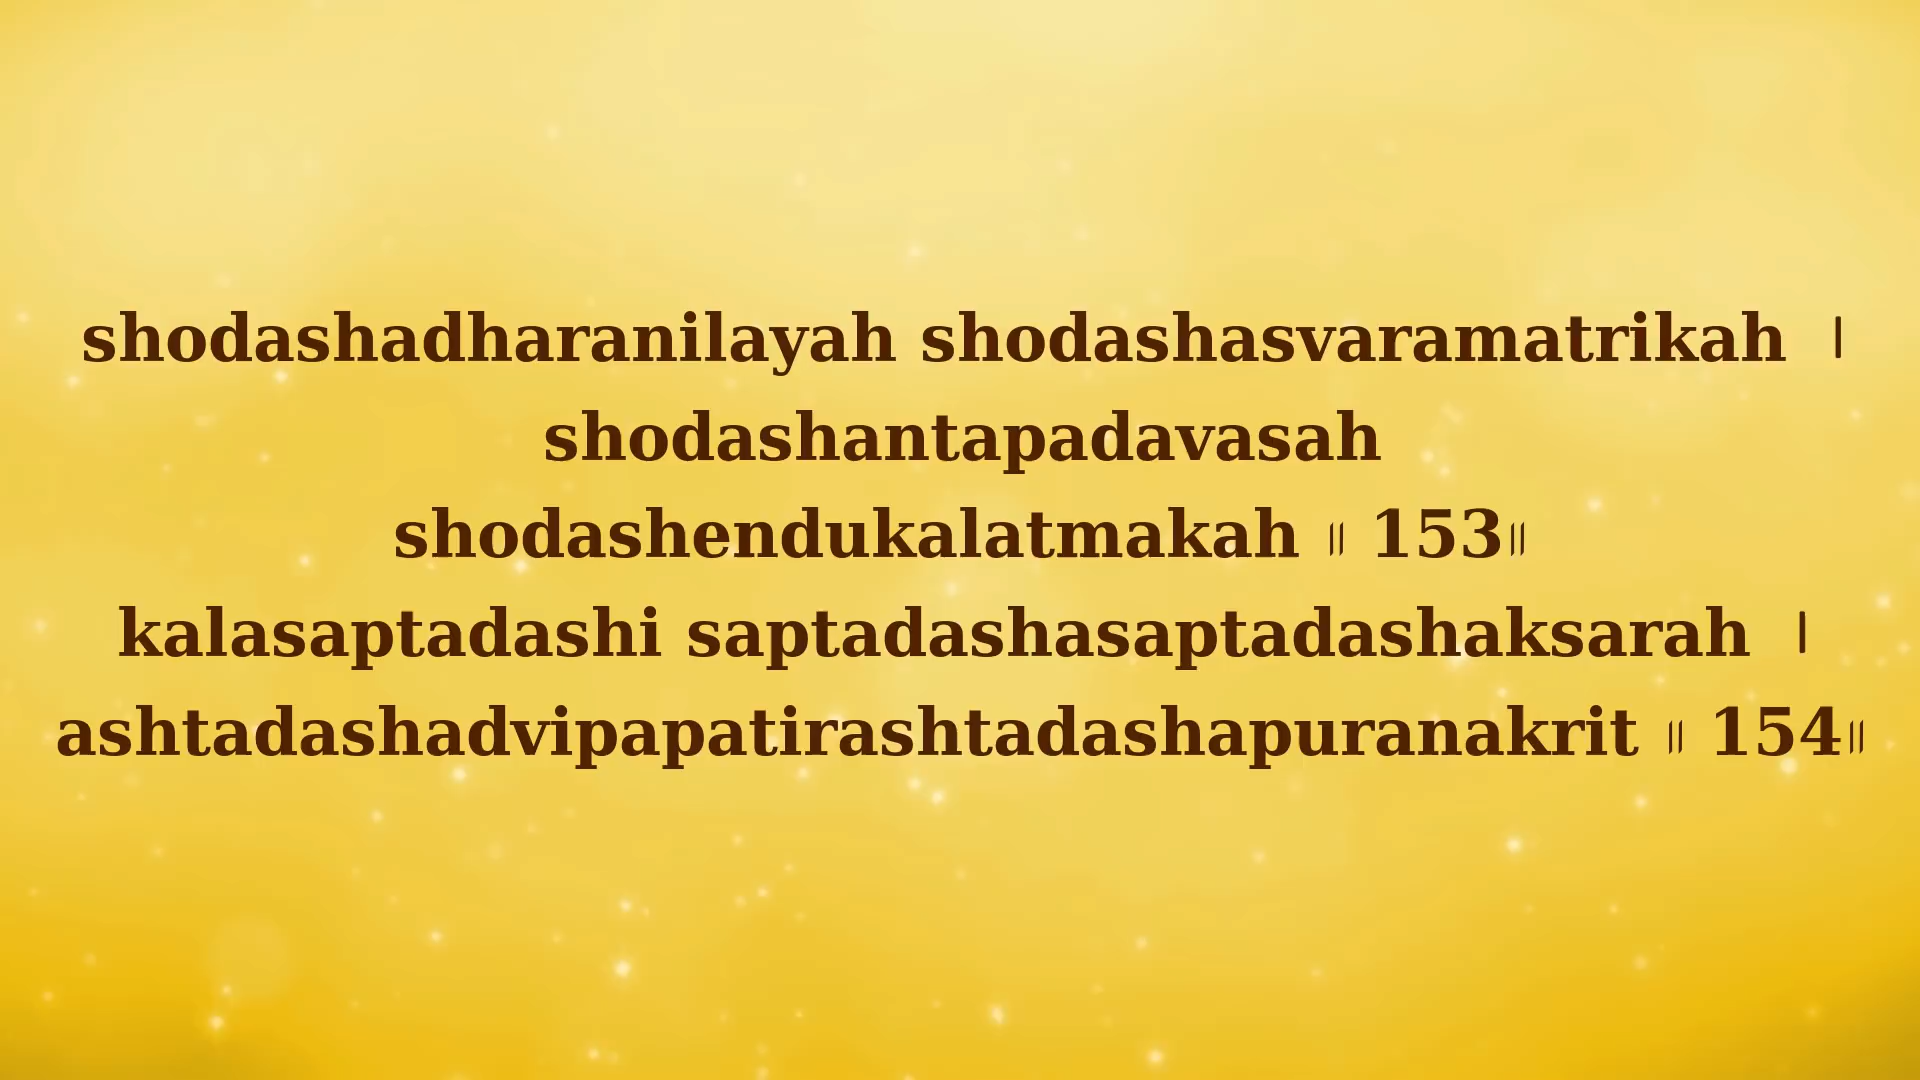 shodashadharanilayah shodashasvaramatrikah ।
shodashantapadavasah
shodashendukalatmakah ॥ 153॥
kalasaptadashi saptadashasaptadashaksarah ।
ashtadashadvipapatirashtadashapuranakrit ॥ 154॥